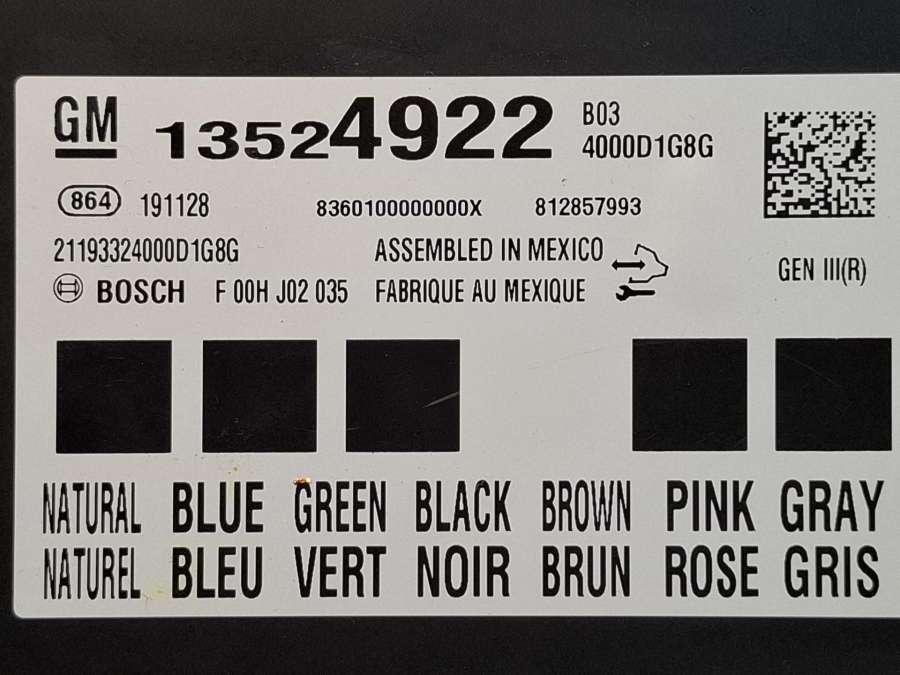 GM 13524922 B03
4000D1G8G
864 191128 8360100000000X 812857993
21193324000D1G8G ASSEMBLED IN MEXICO
BOSCH F 00H J02 035 FABRIQUE AU MEXIQUE
GEN III(R)
NATURAL BLUE GREEN BLACK BROWN PINK GRAY
NATUREL BLEU VERT NOIR BRUN ROSE GRIS